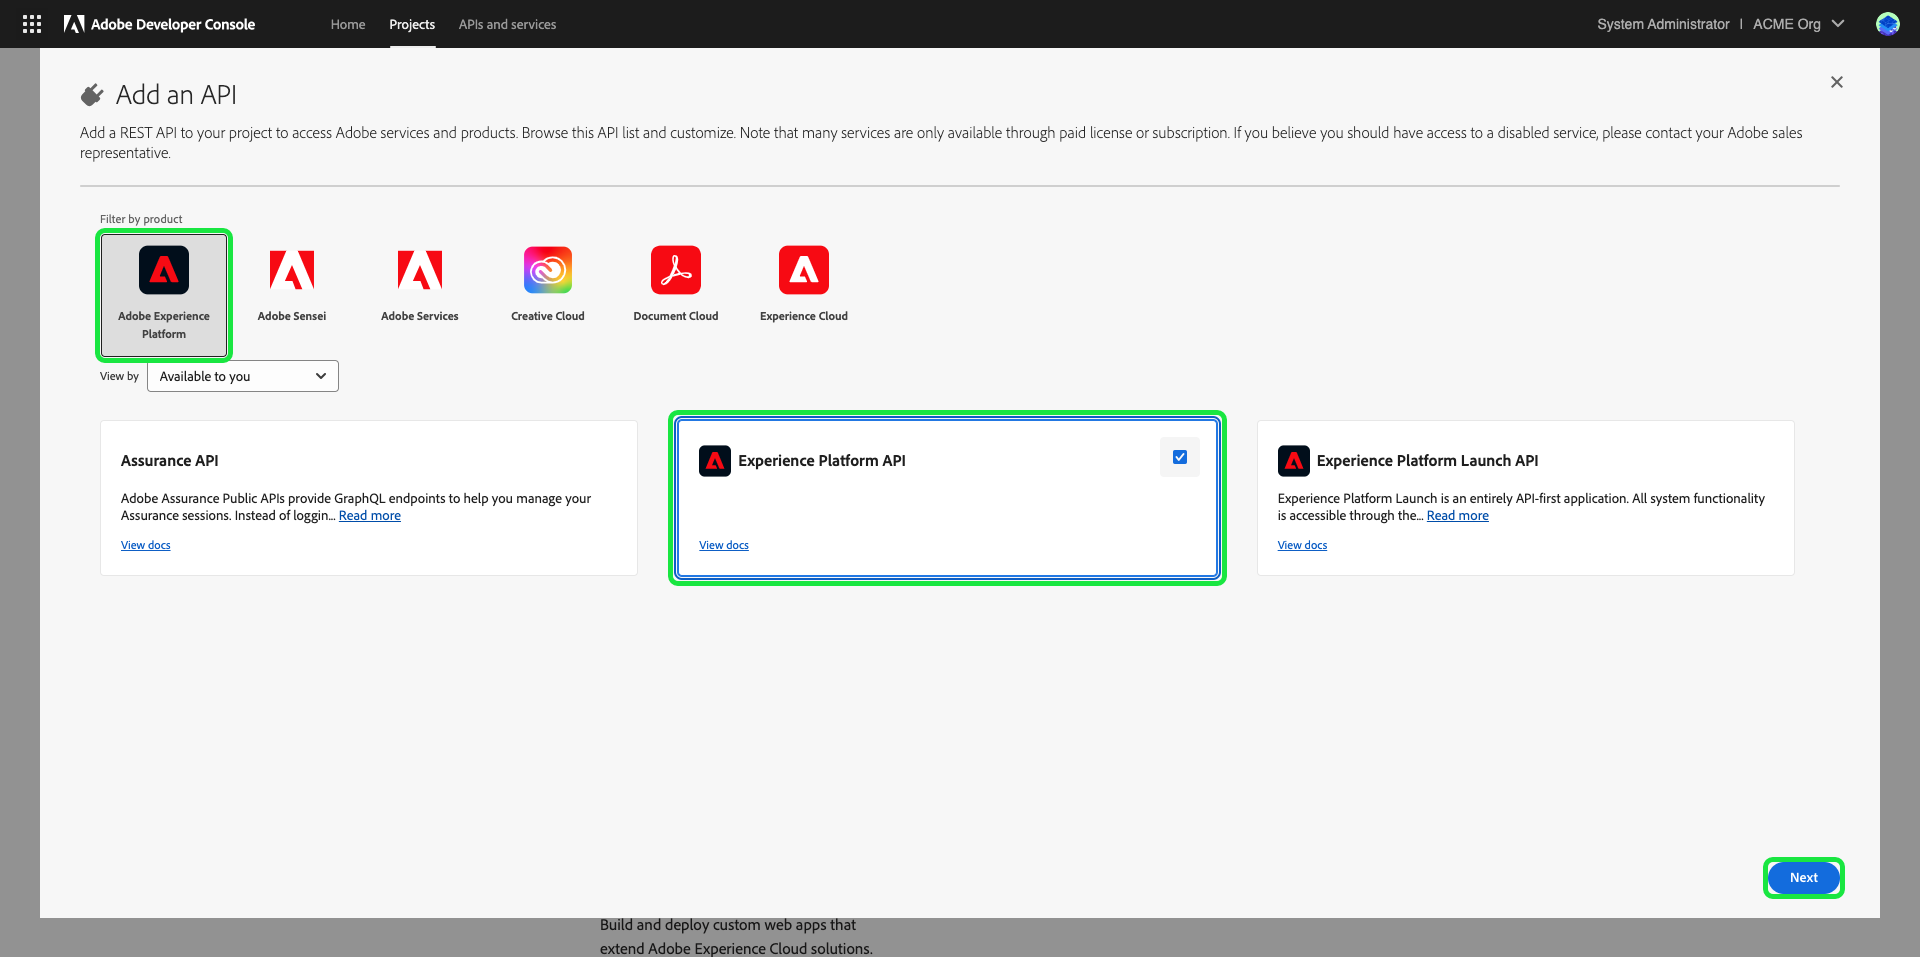 Adobe Developer Console
Home
Projects
APIs and services
System Administrator | ACME Org
Add an API
Add a REST API to your project to access Adobe services and products. Browse this API list and customize. Note that many services are only available through paid license or subscription. If you believe you should have access to a disabled service, please contact your Adobe sales
representative.
Filter by product
Adobe Experience
Platform
Adobe Sensei
Adobe Services
Creative Cloud
Document Cloud
Experience Cloud
View by
Available to you
Assurance API
Adobe Assurance Public APIs provide GraphQL endpoints to help you manage your
Assurance sessions. Instead of loggin... Read more
View docs
Experience Platform API
View docs
Experience Platform Launch API
Experience Platform Launch is an entirely API-first application. All system functionality
is accessible through the... Read more
View docs
Next
Build and deploy custom web apps that
extend Adobe Experience Cloud solutions.